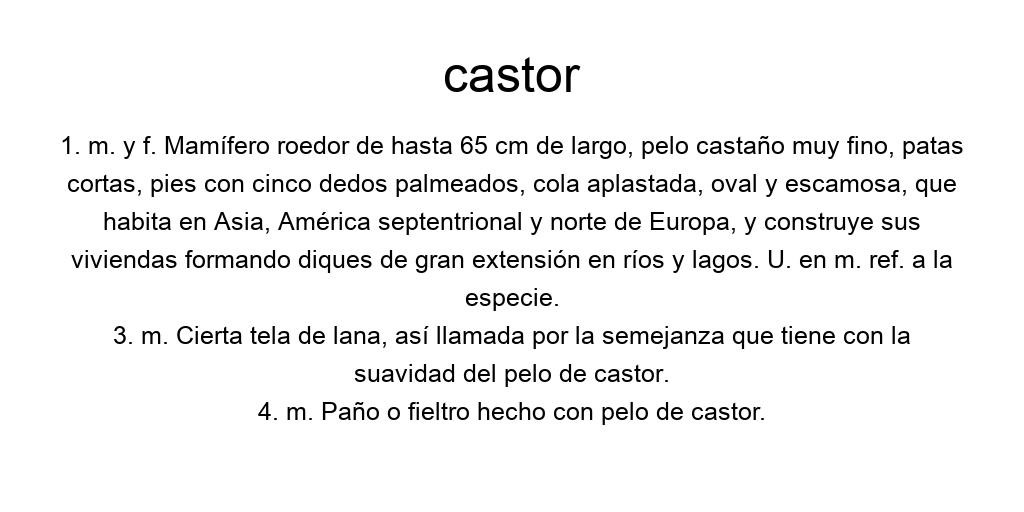 castor
1. m. y f. Mamífero roedor de hasta 65 cm de largo, pelo castaño muy fino, patas
cortas, pies con cinco dedos palmeados, cola aplastada, oval y escamosa, que
habita en Asia, América septentrional y norte de Europa, y construye sus
viviendas formando diques de gran extensión en ríos y lagos. U. en m. ref. a la
especie.
3. m. Cierta tela de lana, así llamada por la semejanza que tiene con la
suavidad del pelo de castor.
4. m. Paño o fieltro hecho con pelo de castor.